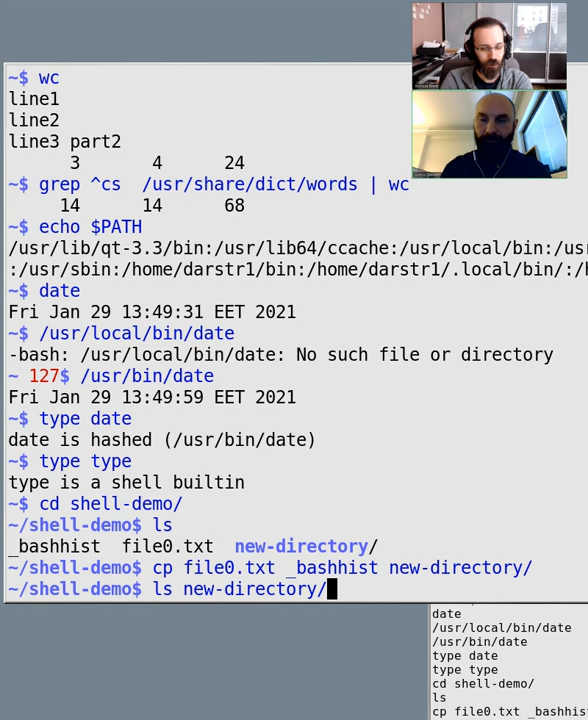 ~$ wc
line1
line2
line3 part2
3 4 24
~$ grep ^cs /usr/share/dict/words | wc
14 14 68
~$ echo $PATH
/usr/lib/qt-3.3/bin:/usr/lib64/ccache:/usr/local/bin:/us
:/usr/sbin:/home/darstr1/bin:/home/darstr1/.local/bin/:/
~$ date
Fri Jan 29 13:49:31 EET 2021
~$ /usr/local/bin/date
-bash: /usr/local/bin/date: No such file or directory
~ 127$ /usr/bin/date
Fri Jan 29 13:49:59 EET 2021
~$ type date
date is hashed (/usr/bin/date)
~$ type type
type is a shell builtin
~$ cd shell-demo/
~/shell-demo$ ls
_bashhist file0.txt new-directory/
~/shell-demo$ cp file0.txt _bashhist new-directory/
~/shell-demo$ ls new-directory/
date
/usr/local/bin/date
/usr/bin/date
type date
type type
cd shell-demo/
ls
cp file0.txt _bashhis